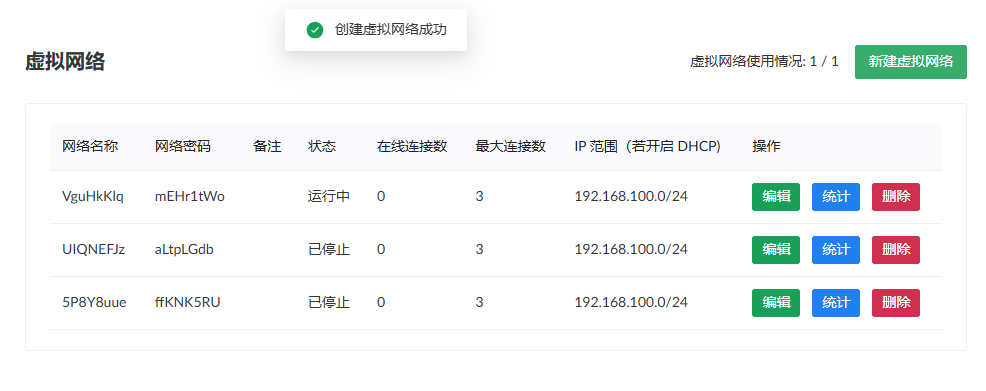 创建虚拟网络成功
虚拟网络 虚拟网络使用情况: 1 / 1 新建虚拟网络
网络名称 网络密码 备注 状态 在线连接数 最大连接数 IP 范围（若开启 DHCP） 操作
VguHkKlq mEHr1tWo 运行中 0 3 192.168.100.0/24 编辑 统计 删除
UIQNEFJz aLtpLGdb 已停止 0 3 192.168.100.0/24 编辑 统计 删除
5P8Y8uue ffKNK5RU 已停止 0 3 192.168.100.0/24 编辑 统计 删除